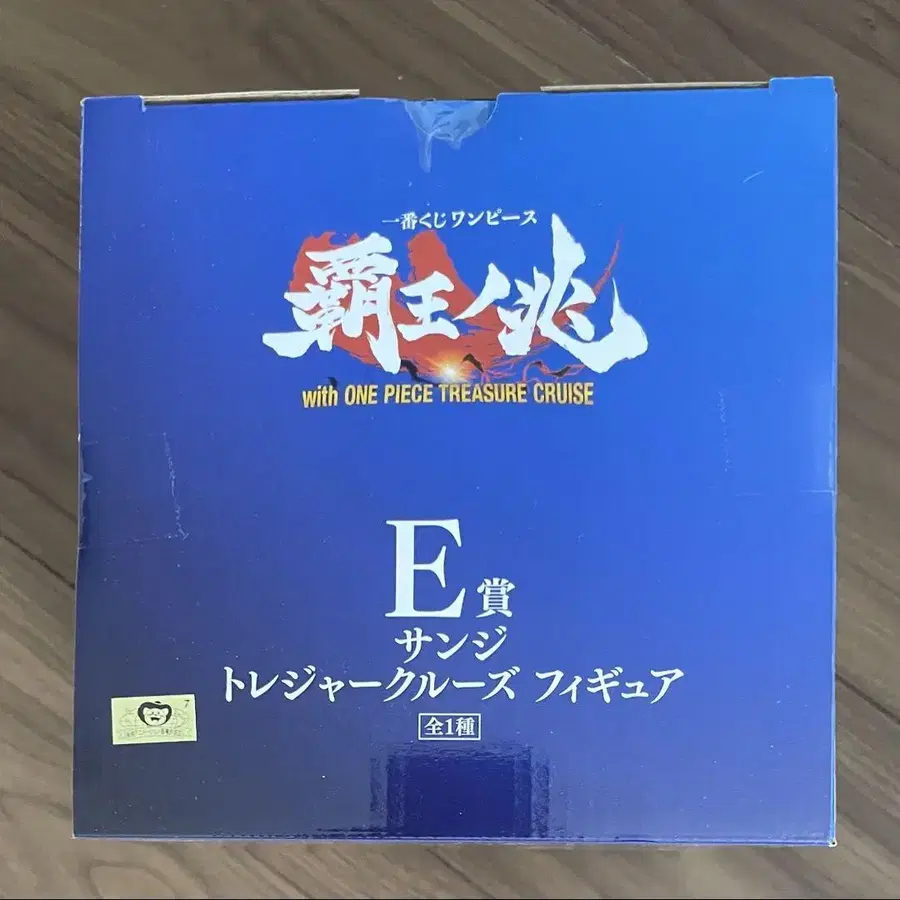 一番くじ ワンピース
覇王ノ兆
with ONE PIECE TREASURE CRUISE
E賞
サンジ
トレジャークルーズ フィギュア
全1種
7